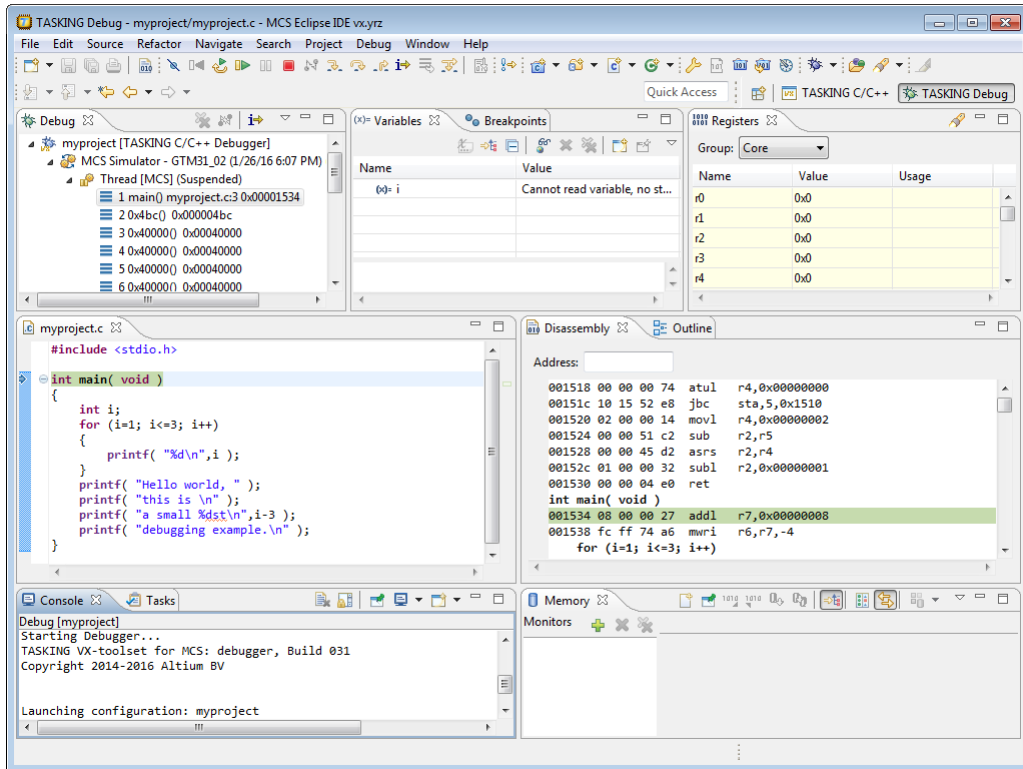 TASKING Debug - myproject/myproject.c - MCS Eclipse IDE vx.yrz
File Edit Source Refactor Navigate Search Project Debug Window Help
Quick Access
TASKING C/C++
TASKING Debug
Debug
myproject [TASKING C/C++ Debugger]
MCS Simulator - GTM31_02 (1/26/16 6:07 PM)
Thread [MCS] (Suspended)
1 main() myproject.c:3 0x00001534
2 0x4bc() 0x000004bc
3 0x40000() 0x00040000
4 0x40000() 0x00040000
5 0x40000() 0x00040000
6 0x40000() 0x00040000
(x)= Variables
Breakpoints
Name Value
(x)= i Cannot read variable, no st...
Registers
Group: Core
Name Value Usage
r0 0x0
r1 0x0
r2 0x0
r3 0x0
r4 0x0
myproject.c
#include <stdio.h>
int main( void )
{
int i;
for (i=1; i<=3; i++)
{
printf( "%d\n",i );
}
printf( "Hello world, " );
printf( "this is \n" );
printf( "a small %dst\n",i-3 );
printf( "debugging example.\n" );
}
Disassembly
Outline
Address:
001518 00 00 00 74 atul r4,0x00000000
00151c 10 15 52 e8 jbc sta,5,0x1510
001520 02 00 00 14 movl r4,0x00000002
001524 00 00 51 c2 sub r2,r5
001528 00 00 45 d2 asrs r2,r4
00152c 01 00 00 32 subl r2,0x00000001
001530 00 00 04 e0 ret
int main( void )
001534 08 00 00 27 addl r7,0x00000008
001538 fc ff 74 a6 mwri r6,r7,-4
for (i=1; i<=3; i++)
Console
Tasks
Debug [myproject]
Starting Debugger...
TASKING VX-toolset for MCS: debugger, Build 031
Copyright 2014-2016 Altium BV
Launching configuration: myproject
Memory
Monitors